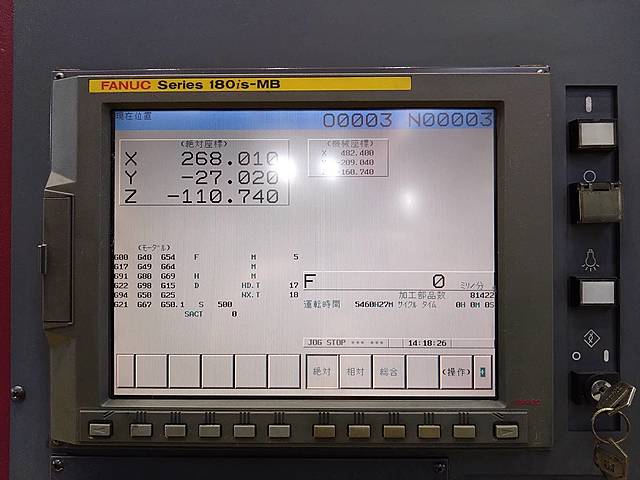 FANUC Series 180is-MB
現在位置 O0003 N00003
(絶対座標)
X 268.010
Y -27.020
Z -110.740
(機械座標)
X 402.400
Y -209.040
Z -160.740
(モーダル)
G00 G40 G54 F M 5
G17 G49 G64 M
G91 G80 G69 H M
G22 G98 G15 D HD.T 17
G94 G50 G25 NX.T 18
G21 G67 G50.1 S 500
SACT 0
F 0 ミリ/分
加工部品数 81422
運転時間 5460H27M サイクル タイム 0H 0M 0S
JOG STOP *** *** 14:18:26
絶対 相対 総合 (操作)